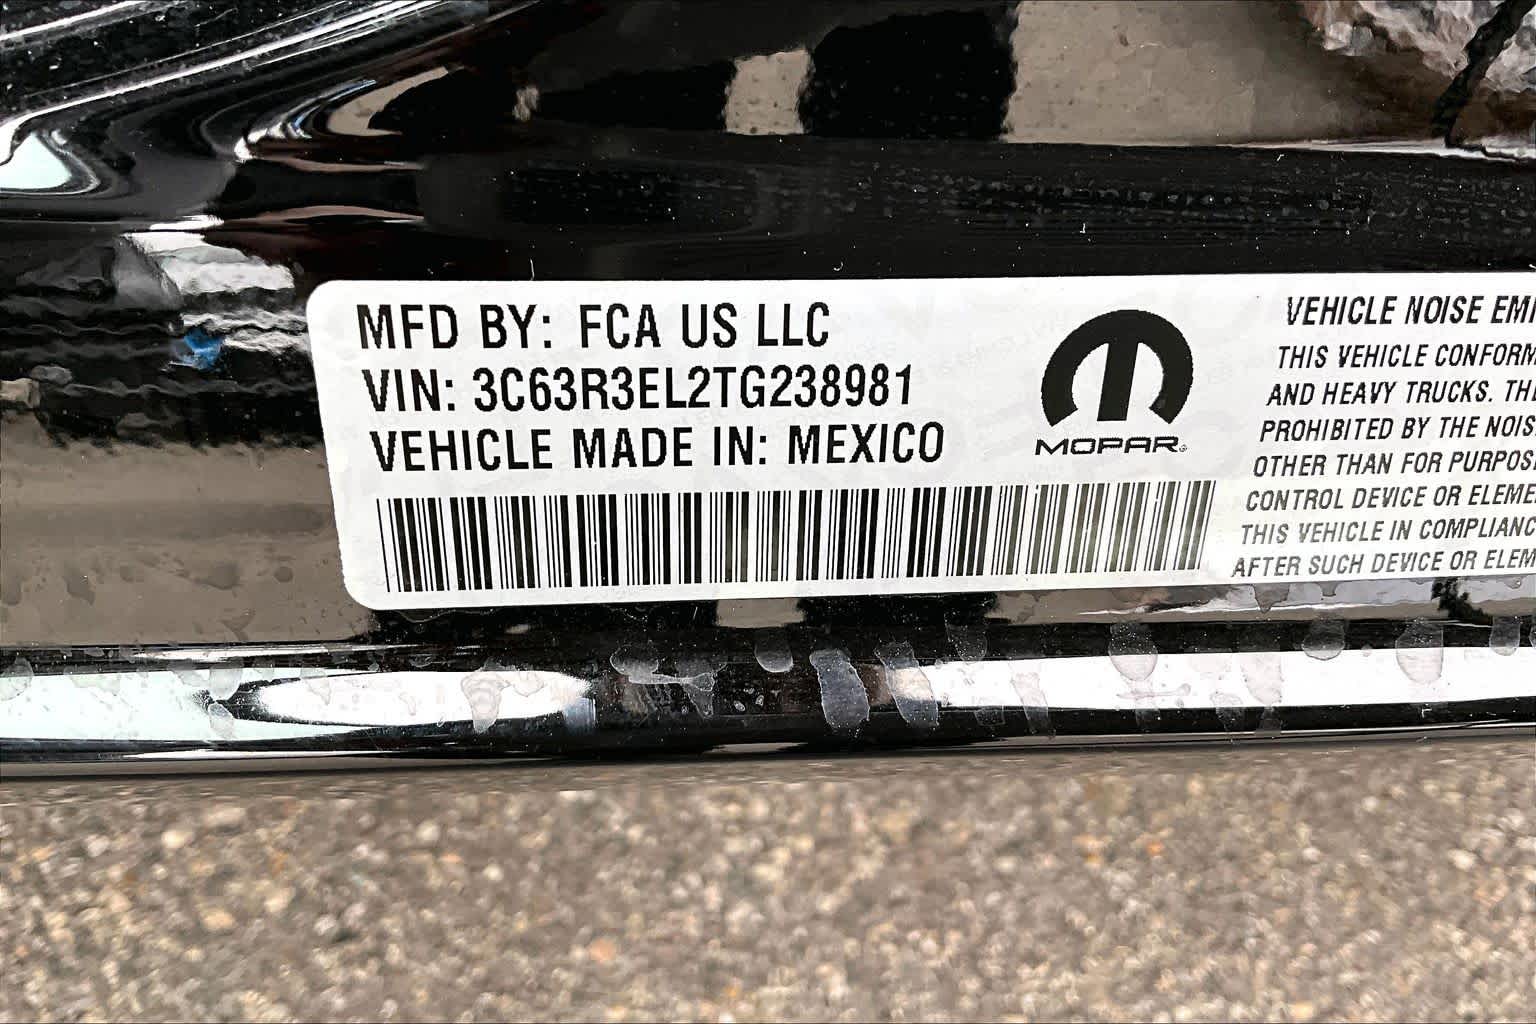 MFD BY: FCA US LLC
VIN: 3C63R3EL2TG238981
VEHICLE MADE IN: MEXICO
MOPAR
VEHICLE NOISE
THIS VEHICLE
AND HEAVY TRUCKS.
PROHIBITED BY THE
OTHER THAN FOR
CONTROL DEVICE OR
THIS VEHICLE IN
AFTER SUCH DEVICE OR